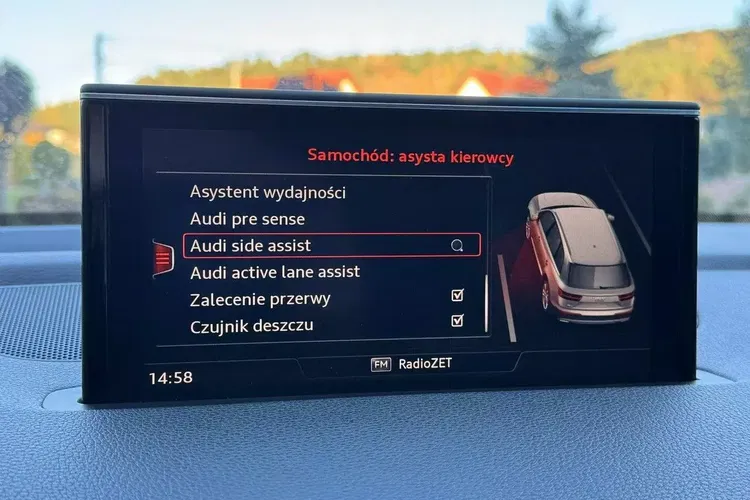 Samochód: asysta kierowcy
Asystent wydajności
Audi pre sense
Audi side assist
Audi active lane assist
Zalecenie przerwy
Czujnik deszczu
FM RadioZET
14:58